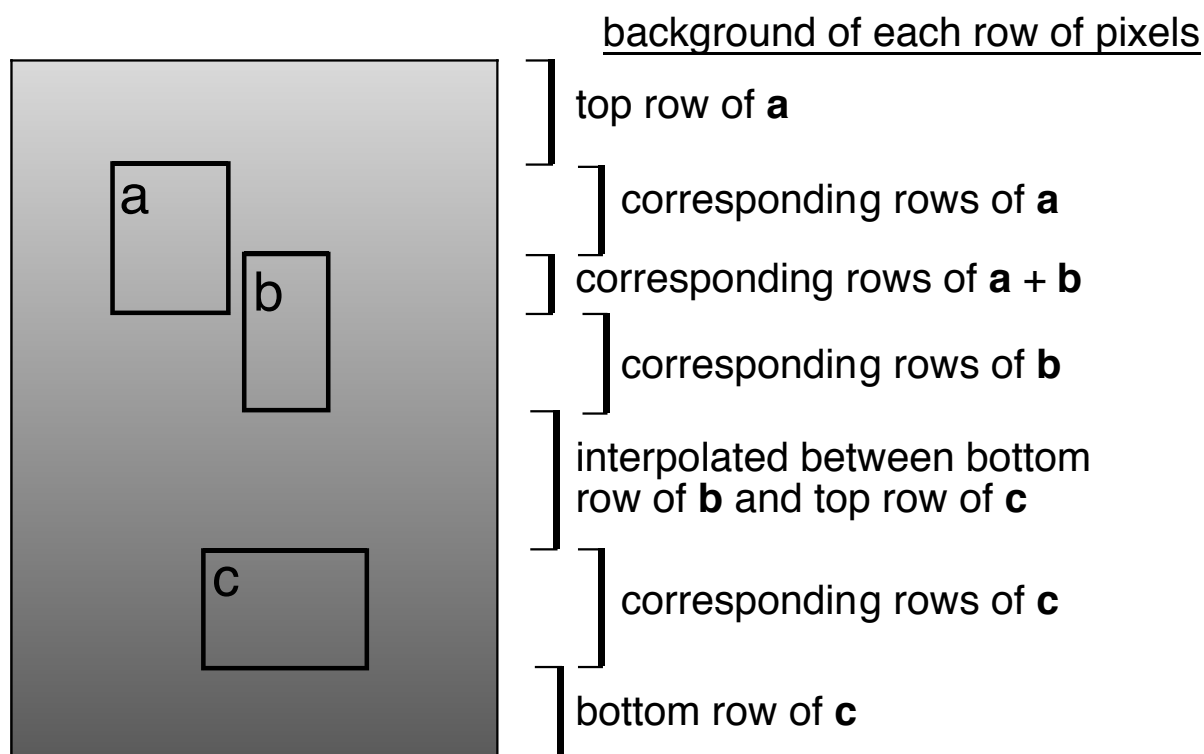 background of each row of pixels
top row of a
a
corresponding rows of a
b
corresponding rows of a + b
corresponding rows of b
interpolated between bottom
row of b and top row of c
c
corresponding rows of c
bottom row of c